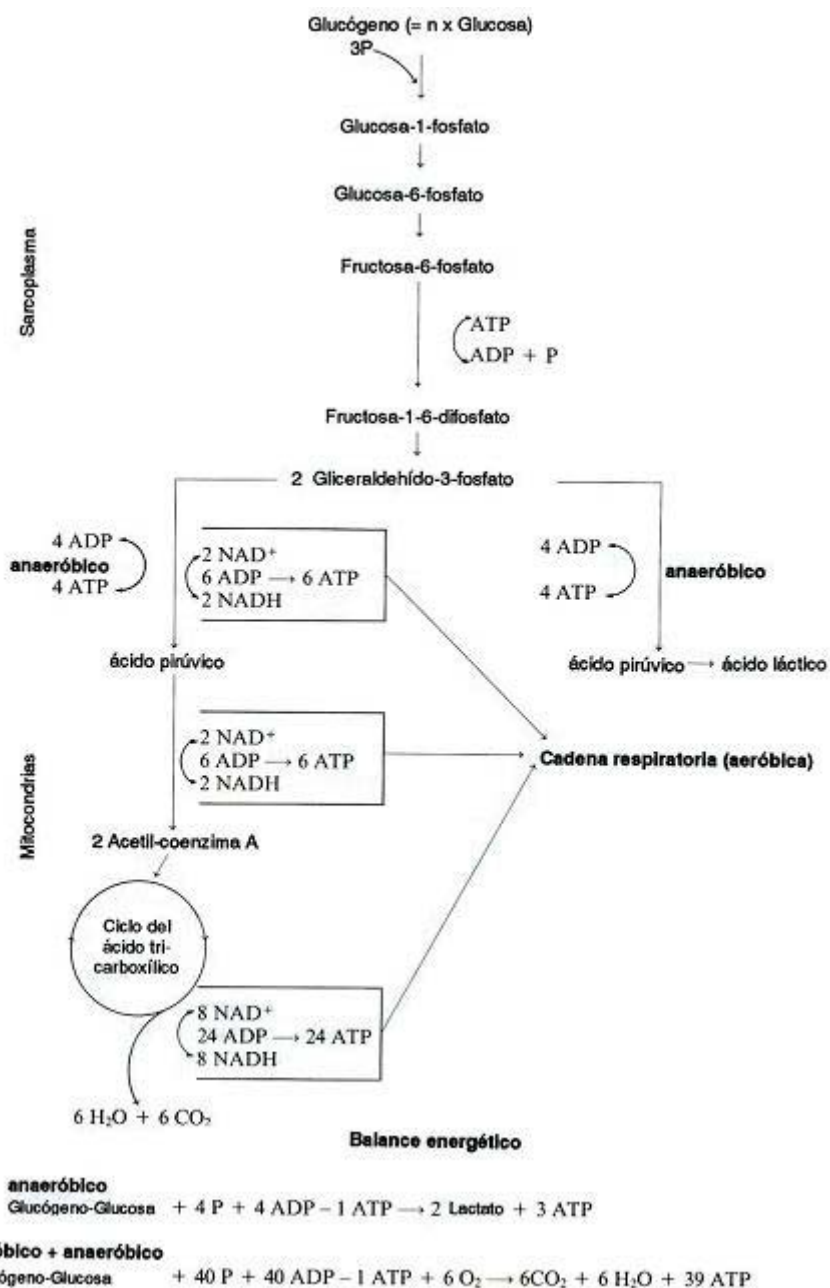 Glucógeno (= n x Glucosa)
3P
Glucosa-1-fosfato
Glucosa-6-fosfato
Sarcoplasma
Fructosa-6-fosfato
ATP
ADP + P
Fructosa-1-6-difosfato
2 Gliceraldehído-3-fosfato
4 ADP
anaeróbico
4 ATP
2 NAD⁺
6 ADP → 6 ATP
2 NADH
4 ADP
anaeróbico
4 ATP
ácido pirúvico
ácido pirúvico → ácido láctico
Mitocondrias
2 NAD⁺
6 ADP → 6 ATP
2 NADH
Cadena respiratoria (aeróbica)
2 Acetil-coenzima A
Ciclo del
ácido tri-
carboxílico
8 NAD⁺
24 ADP → 24 ATP
8 NADH
6 H₂O + 6 CO₂
Balance energético
anaeróbico
Glucógeno-Glucosa + 4 P + 4 ADP – 1 ATP → 2 Lactato + 3 ATP
óbico + anaeróbico
ógeno-Glucosa + 40 P + 40 ADP – 1 ATP + 6 O₂ → 6CO₂ + 6 H₂O + 39 ATP